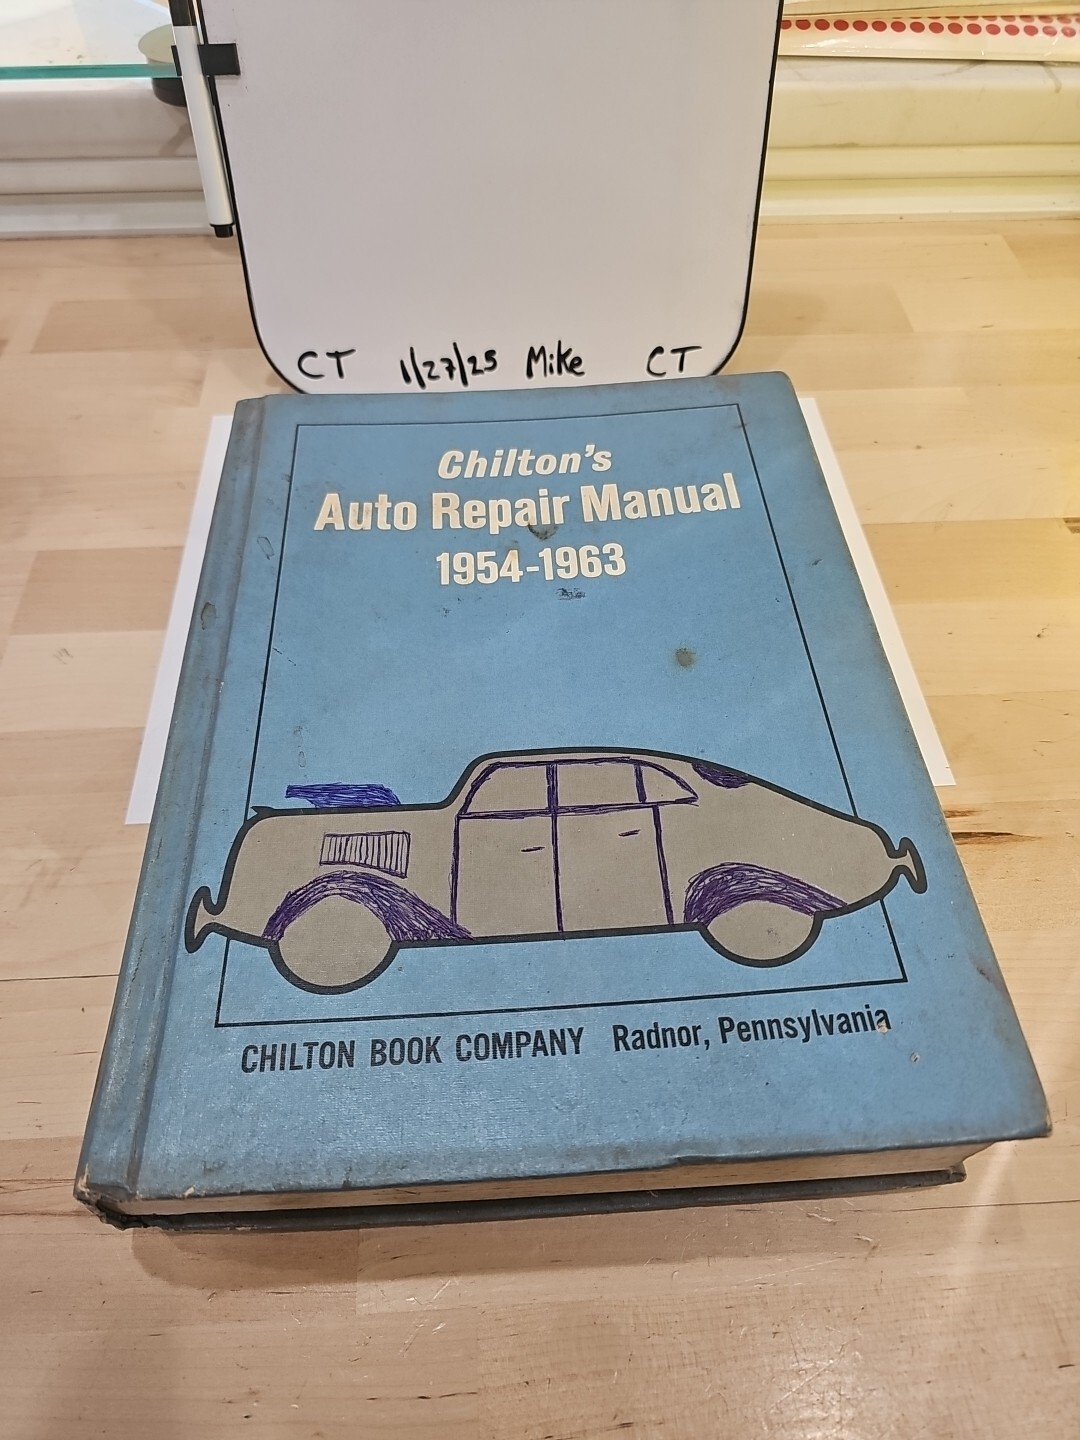 CT 1/27/25 Mike CT
Chilton's
Auto Repair Manual
1954-1963
CHILTON BOOK COMPANY Radnor, Pennsylvania